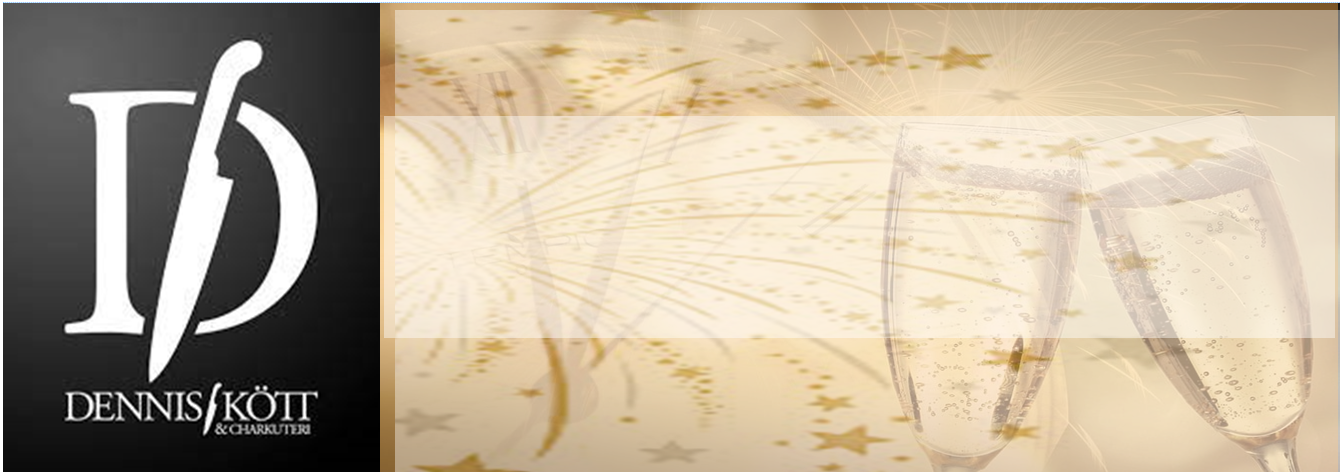 D
DENNIS KÖTT
& CHARKUTERI